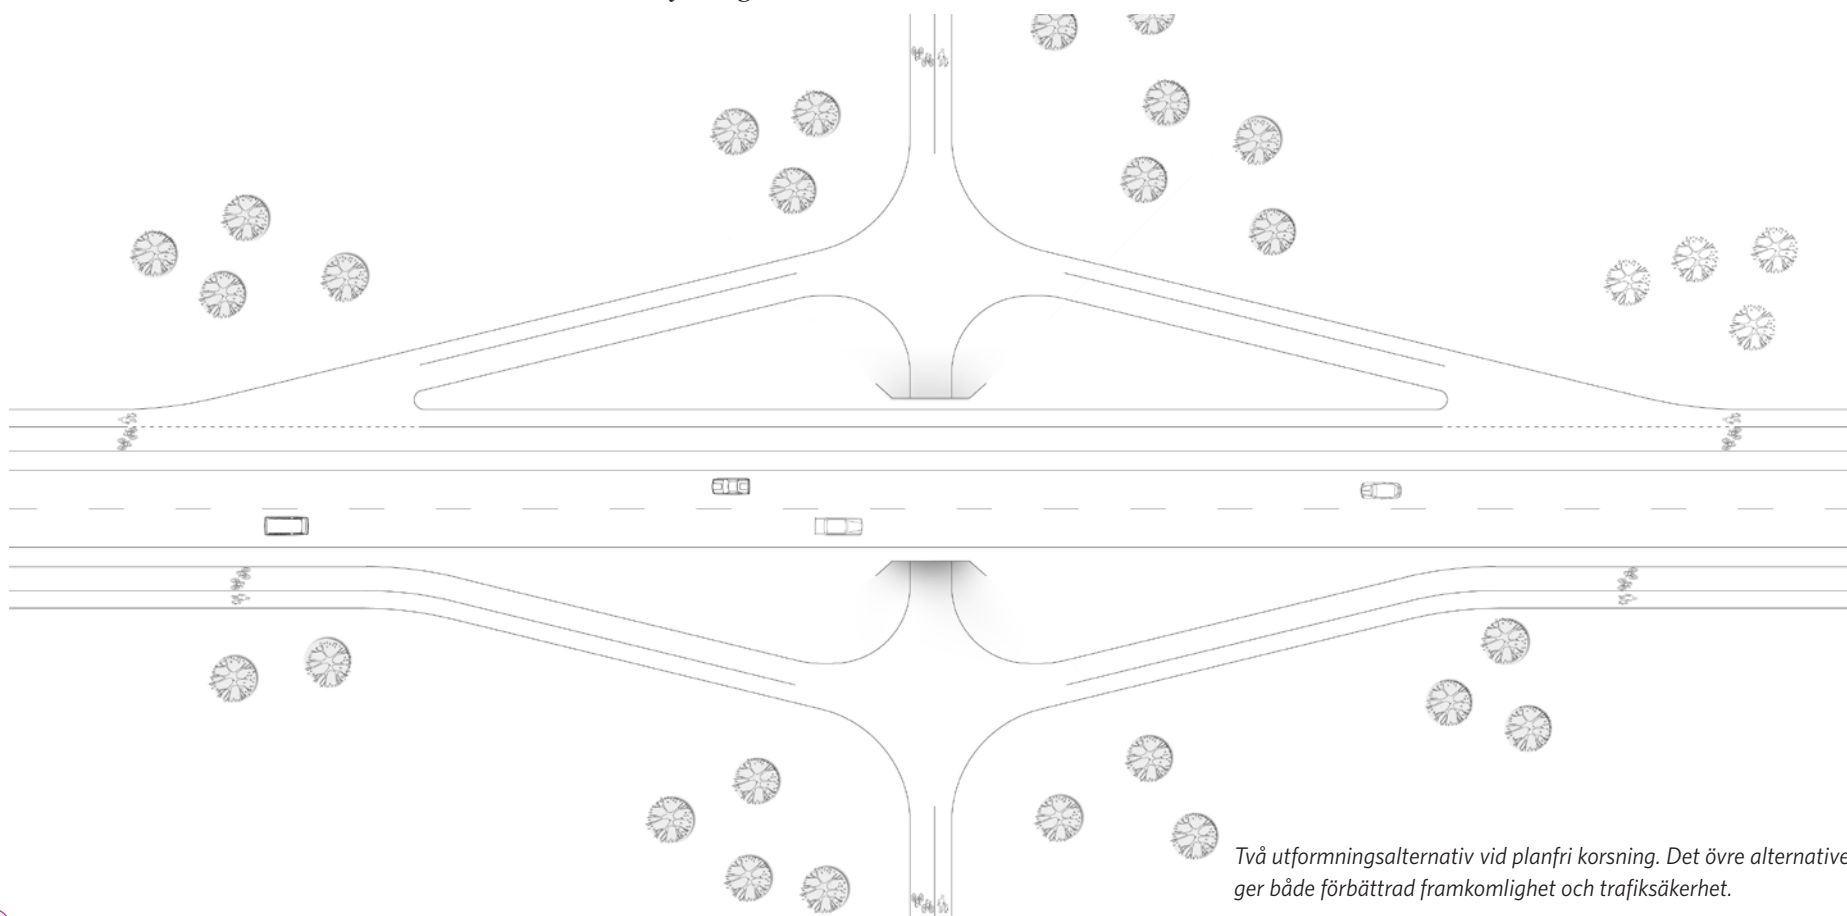 Två utformningsalternativ vid planfri korsning. Det övre alternative
ger både förbättrad framkomlighet och trafiksäkerhet.